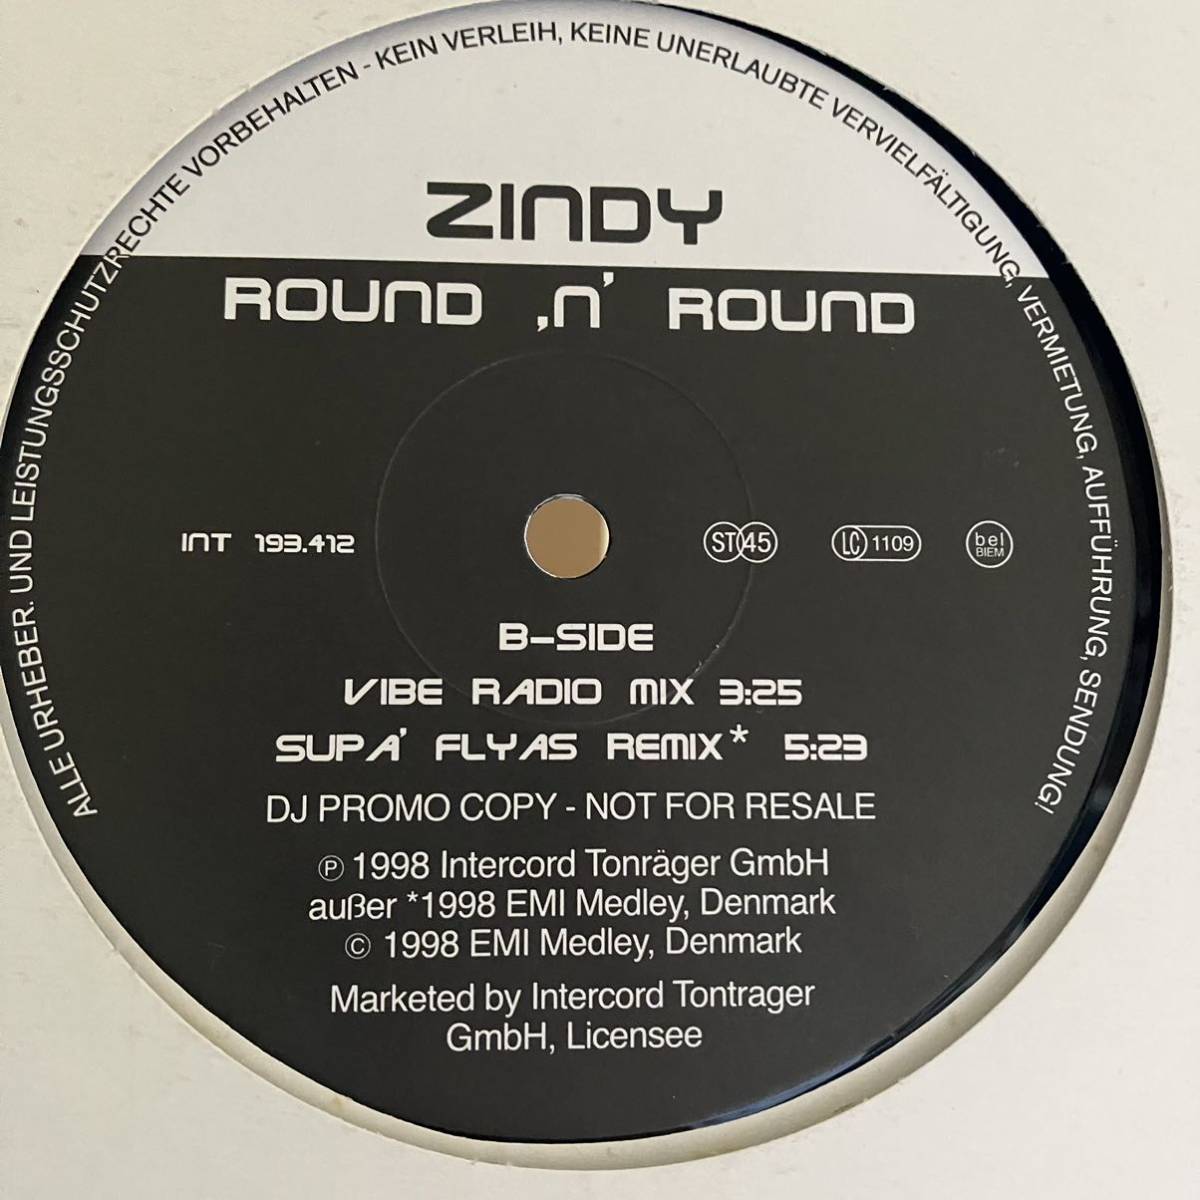 ALLE URHEBER. UND LEISTUNGSSCHUTZRECHTE VORBEHALTEN - KEIN VERLEIH, KEINE UNERLAUBTE VERVIELFÄLTIGUNG, VERMIETUNG, AUFFÜHRUNG, SENDUNG!
ZINDY
ROUND ‚N' ROUND
INT 193.412
ST 45
LC 1109
bel
BIEM
B-SIDE
VIBE RADIO MIX 3:25
SUPA' FLYAS REMIX* 5:23
DJ PROMO COPY - NOT FOR RESALE
℗ 1998 Intercord Tonräger GmbH
außer *1998 EMI Medley, Denmark
© 1998 EMI Medley, Denmark
Marketed by Intercord Tontrager
GmbH, Licensee